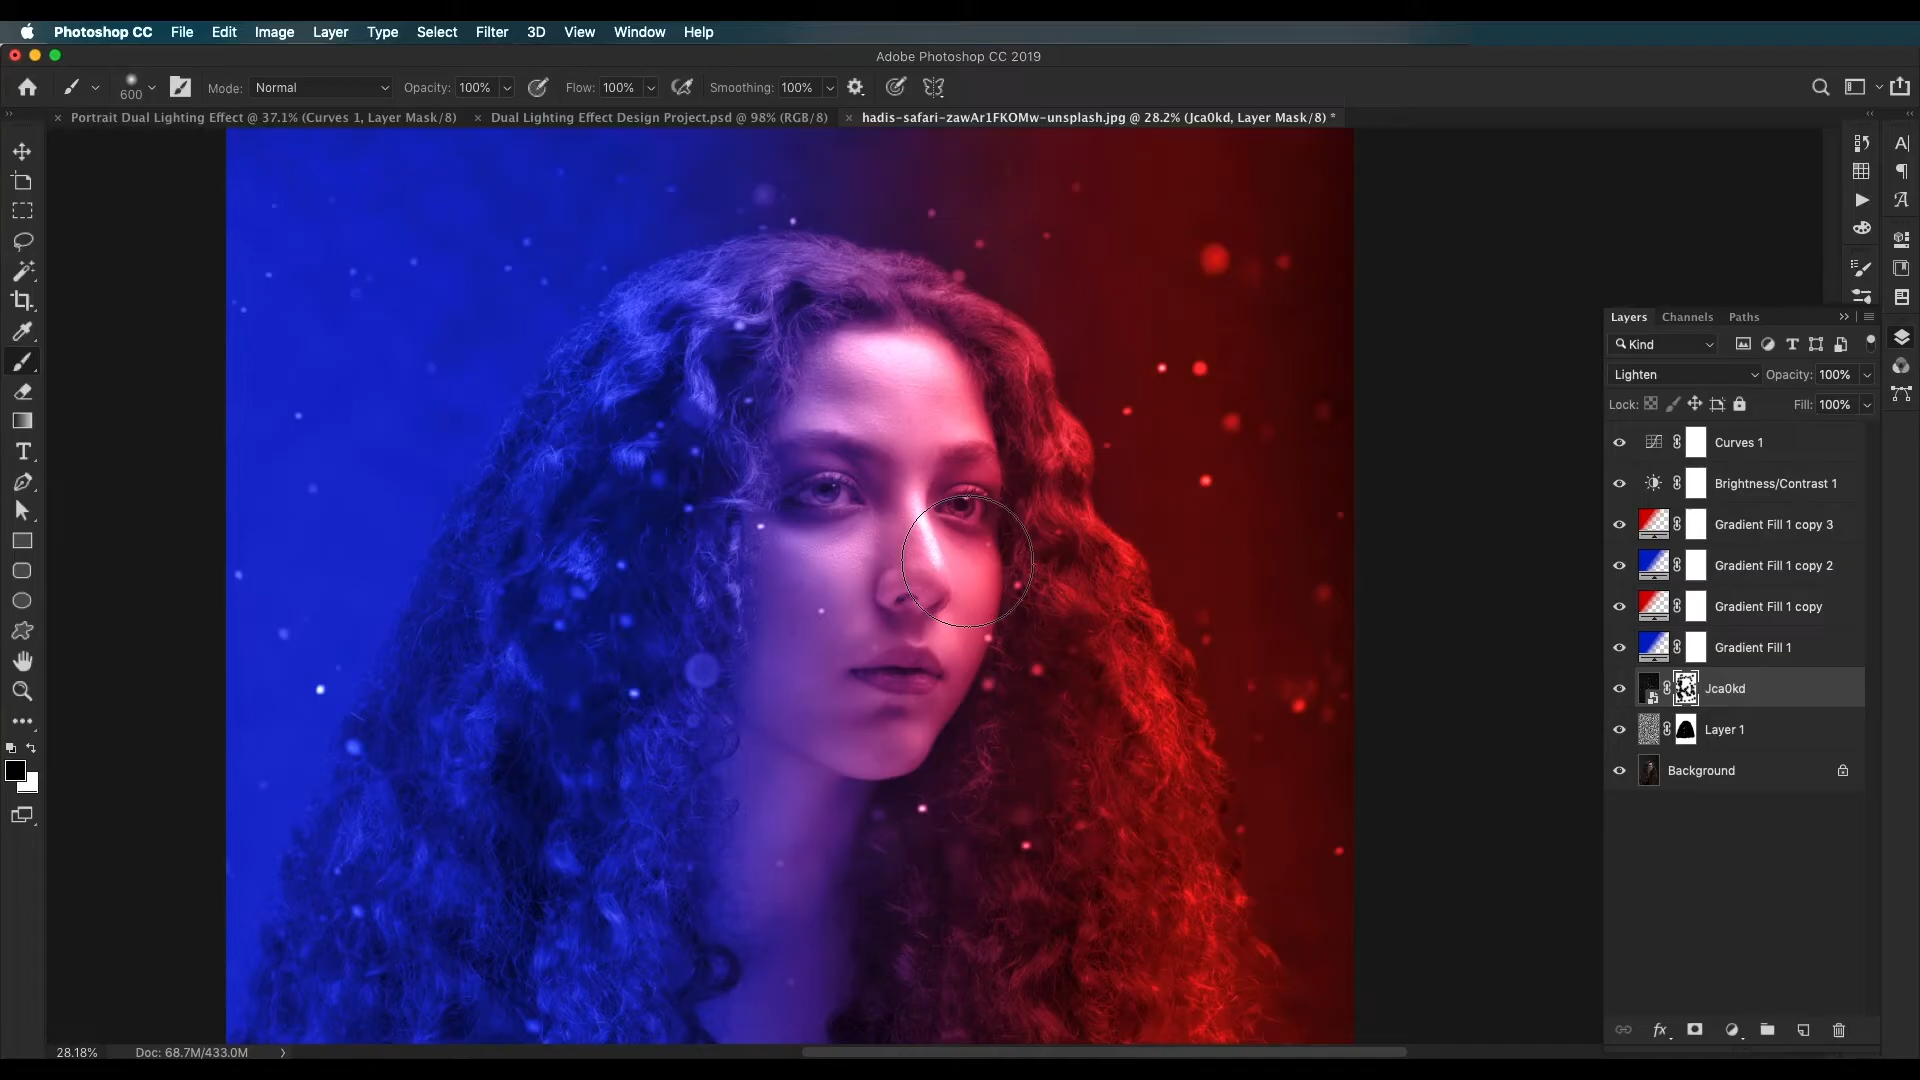 Photoshop CC File Edit Image Layer Type Select Filter 3D View Window Help
Adobe Photoshop CC 2019
600 Mode: Normal Opacity: 100% Flow: 100% Smoothing: 100%
× Portrait Dual Lighting Effect @ 37.1% (Curves 1, Layer Mask/8) × Dual Lighting Effect Design Project.psd @ 98% (RGB/8) × hadis-safari-zawAr1FKOMw-unsplash.jpg @ 28.2% (Jca0kd, Layer Mask/8) *
Layers Channels Paths
Kind
Lighten Opacity: 100%
Lock: Fill: 100%
Curves 1
Brightness/Contrast 1
Gradient Fill 1 copy 3
Gradient Fill 1 copy 2
Gradient Fill 1 copy
Gradient Fill 1
Jca0kd
Layer 1
Background
28.18% Doc: 68.7M/433.0M